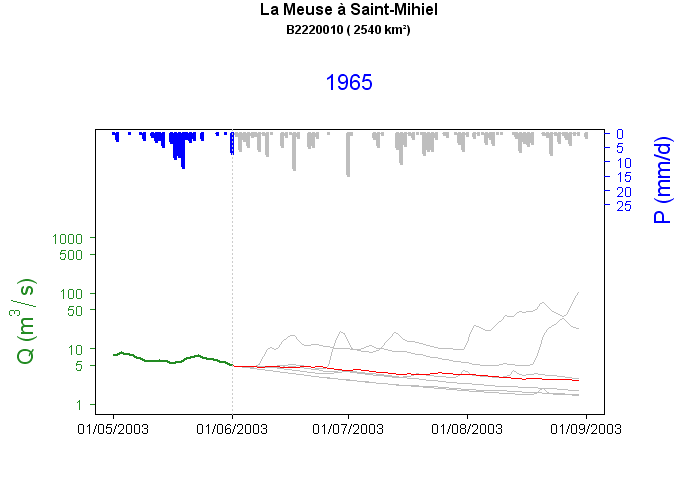 La Meuse à Saint-Mihiel
B2220010 ( 2540 km²)
1965
0
5
10
15
20
25
P (mm/d)
1000
500
100
50
10
5
1
Q (m³/ s)
01/05/2003 01/06/2003 01/07/2003 01/08/2003 01/09/2003